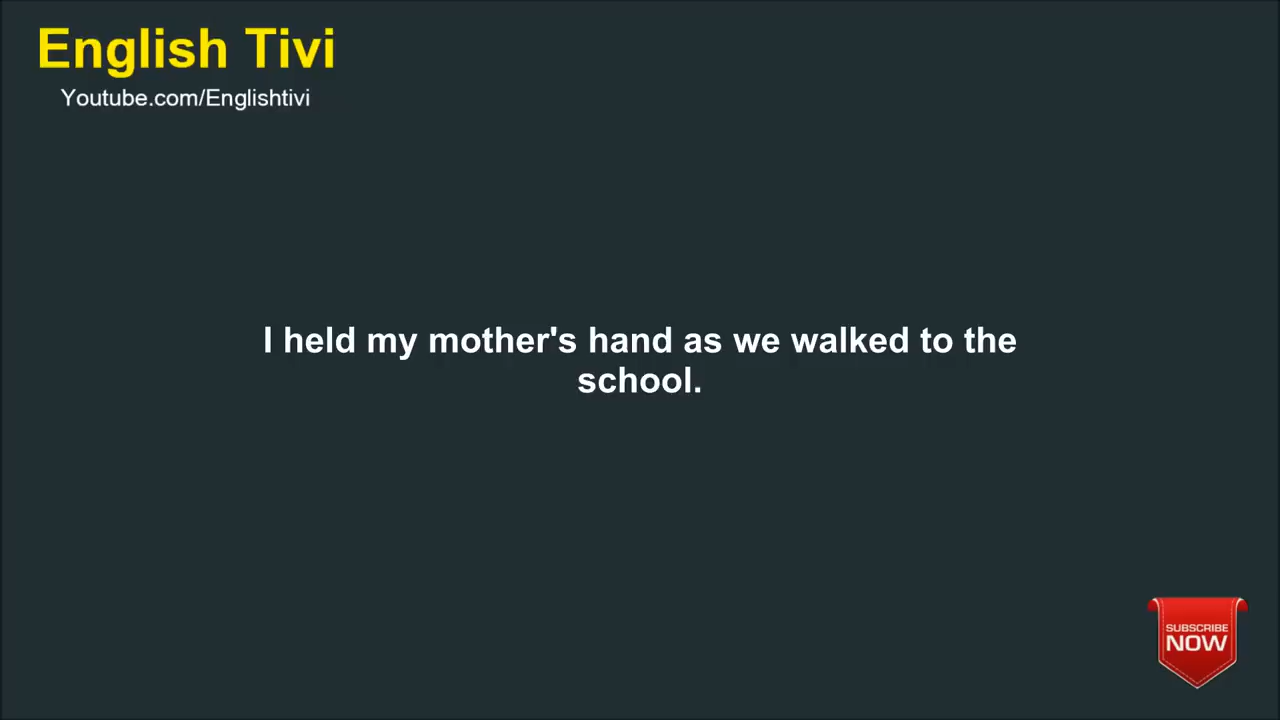 English Tivi
Youtube.com/Englishtivi
I held my mother's hand as we walked to the
school.
SUBSCRIBE
NOW